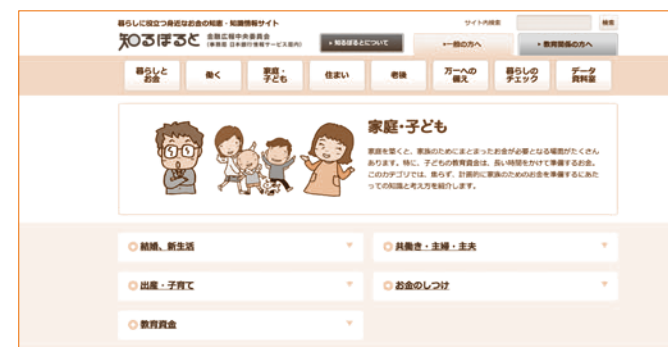 暮らしに役立つ身近なお金の知恵・知識情報サイト
知るぽると
金融広報中央委員会
(事務局 日本銀行情報サービス局内)
知るぽるとについて
サイト内検索
検索
一般の方へ
教育関係の方へ
暮らしと
お金
働く
家庭・
子ども
住まい
老後
万一への
備え
暮らしの
チェック
データ
資料室
家庭・子ども
家庭を築くと、家族のためにまとまったお金が必要となる場面がたくさん
あります。特に、子どもの教育資金は、長い時間をかけて準備するお金。
このカテゴリでは、焦らず、計画的に家族のためのお金を準備するにあた
っての知識と考え方を紹介します。
結婚、新生活
共働き・主婦・主夫
出産・子育て
お金のしつけ
教育資金